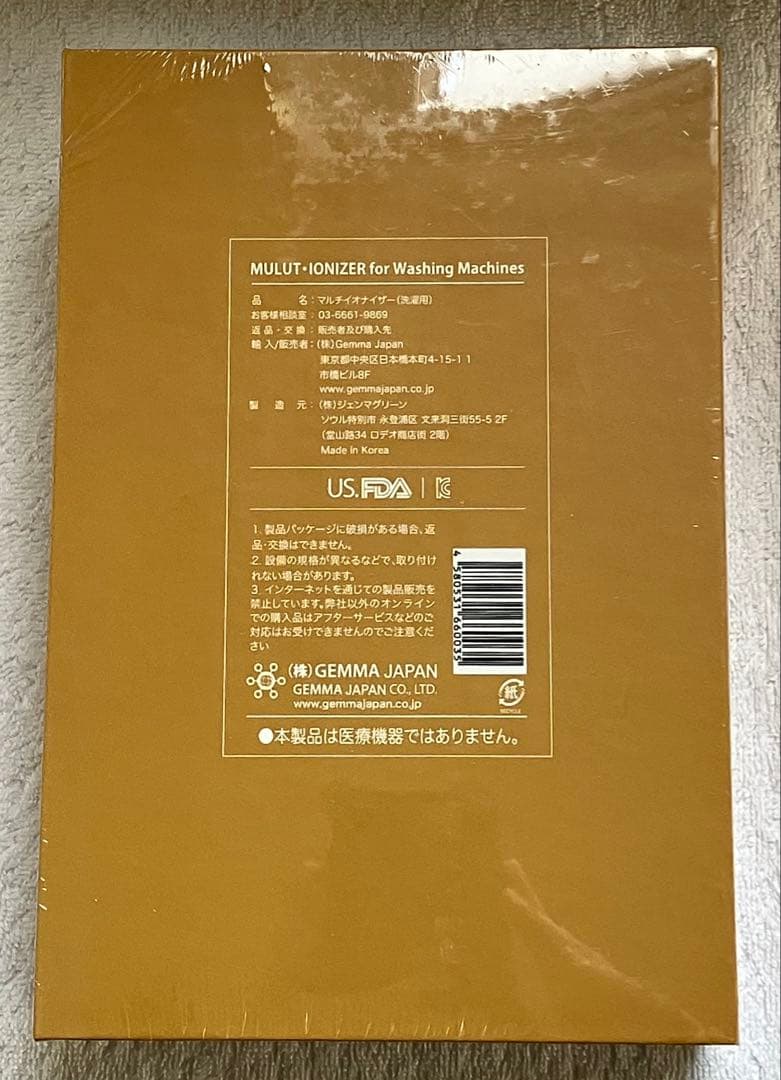 MULUT・IONIZER for Washing Machines
品 名：マルチイオナイザー（洗濯用）
お客様相談室：03-6661-9869
返品・交換：販売者及び購入先
輸入/販売者：（株）Gemma Japan
東京都中央区日本橋本町4-15-1 1
市橋ビル8F
www.gemmajapan.co.jp
製 造 元：（株）ジェンマグリーン
ソウル特別市 永登浦区 文来洞三街55-5 2F
（堂山路34 ロデオ商店街 2階）
Made in Korea
US.FDA | KC
1. 製品パッケージに破損がある場合、返
品・交換はできません。
2. 設備の規格が異なるなどで、取り付け
れない場合があります。
3. インターネットを通じての製品販売を
禁止しています。弊社以外のオンライン
での購入品はアフターサービスなどのご
対応はお受けできませんのでご注意くだ
さい
4 580531 660035
（株）GEMMA JAPAN
GEMMA JAPAN CO., LTD.
www.gemmajapan.co.jp
紙
RECYCLE
●本製品は医療機器ではありません。